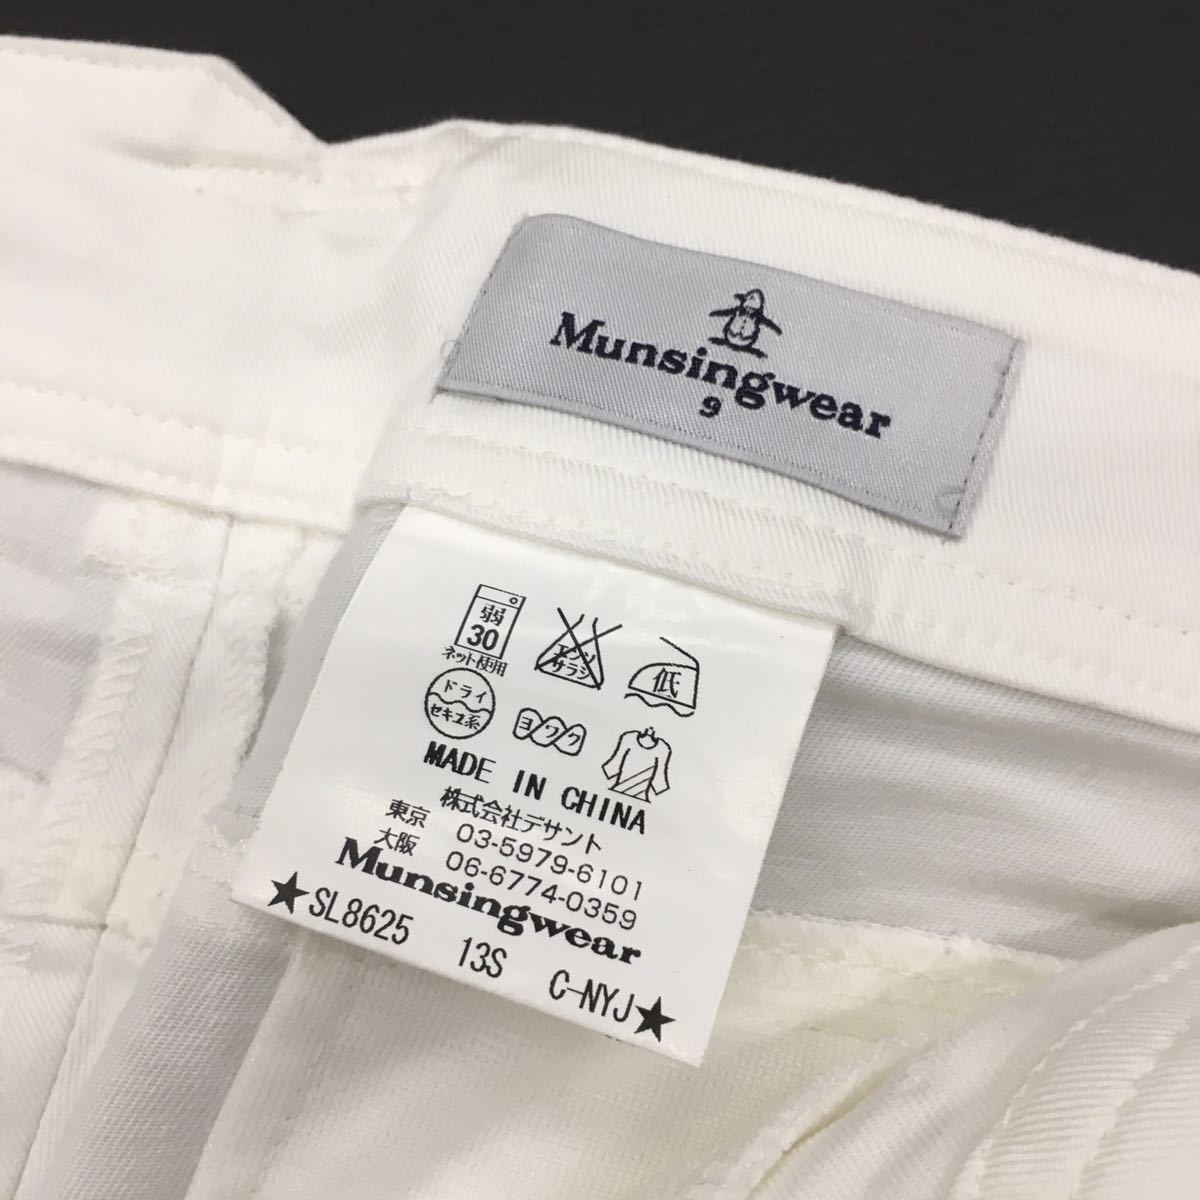 Munsingwear
9
弱
30
ネット使用
エンソ
サラシ
低
ドライ
セキユ系
ヨワク
MADE IN CHINA
株式会社デサント
東京 03-5979-6101
大阪 06-6774-0359
Munsingwear
★SL8625 13S C-NYJ★